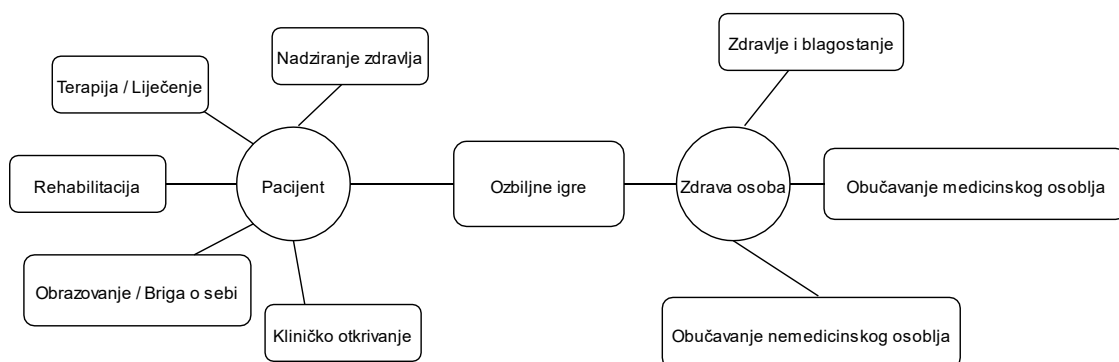 Zdravlje i blagostanje
Nadziranje zdravlja
Terapija / Liječenje
Rehabilitacija
Pacijent
Ozbiljne igre
Zdrava osoba
Obučavanje medicinskog osoblja
Obrazovanje / Briga o sebi
Kliničko otkrivanje
Obučavanje nemedicinskog osoblja